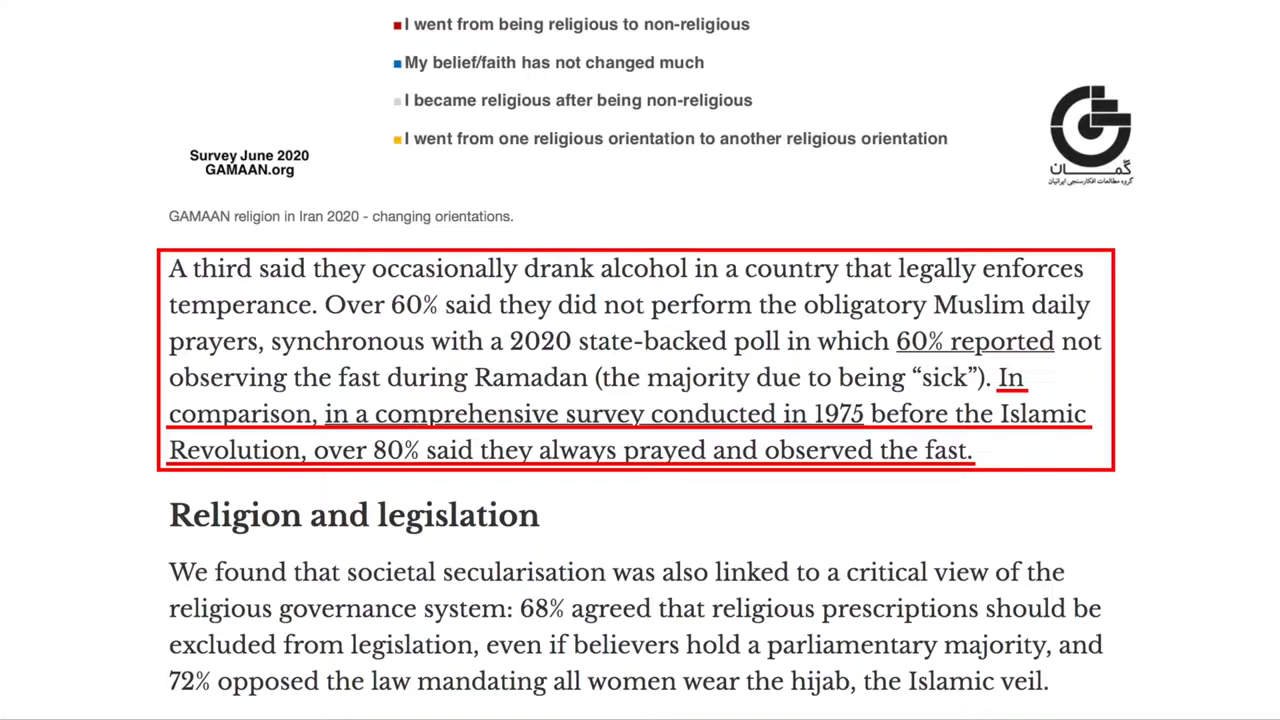 I went from being religious to non-religious
My belief/faith has not changed much
I became religious after being non-religious
I went from one religious orientation to another religious orientation
Survey June 2020
GAMAAN.org
گمـــان
گروه مطالعات افکارسنجی ایرانیان
GAMAAN religion in Iran 2020 - changing orientations.
A third said they occasionally drank alcohol in a country that legally enforces
temperance. Over 60% said they did not perform the obligatory Muslim daily
prayers, synchronous with a 2020 state-backed poll in which 60% reported not
observing the fast during Ramadan (the majority due to being “sick”). In
comparison, in a comprehensive survey conducted in 1975 before the Islamic
Revolution, over 80% said they always prayed and observed the fast.
Religion and legislation
We found that societal secularisation was also linked to a critical view of the
religious governance system: 68% agreed that religious prescriptions should be
excluded from legislation, even if believers hold a parliamentary majority, and
72% opposed the law mandating all women wear the hijab, the Islamic veil.